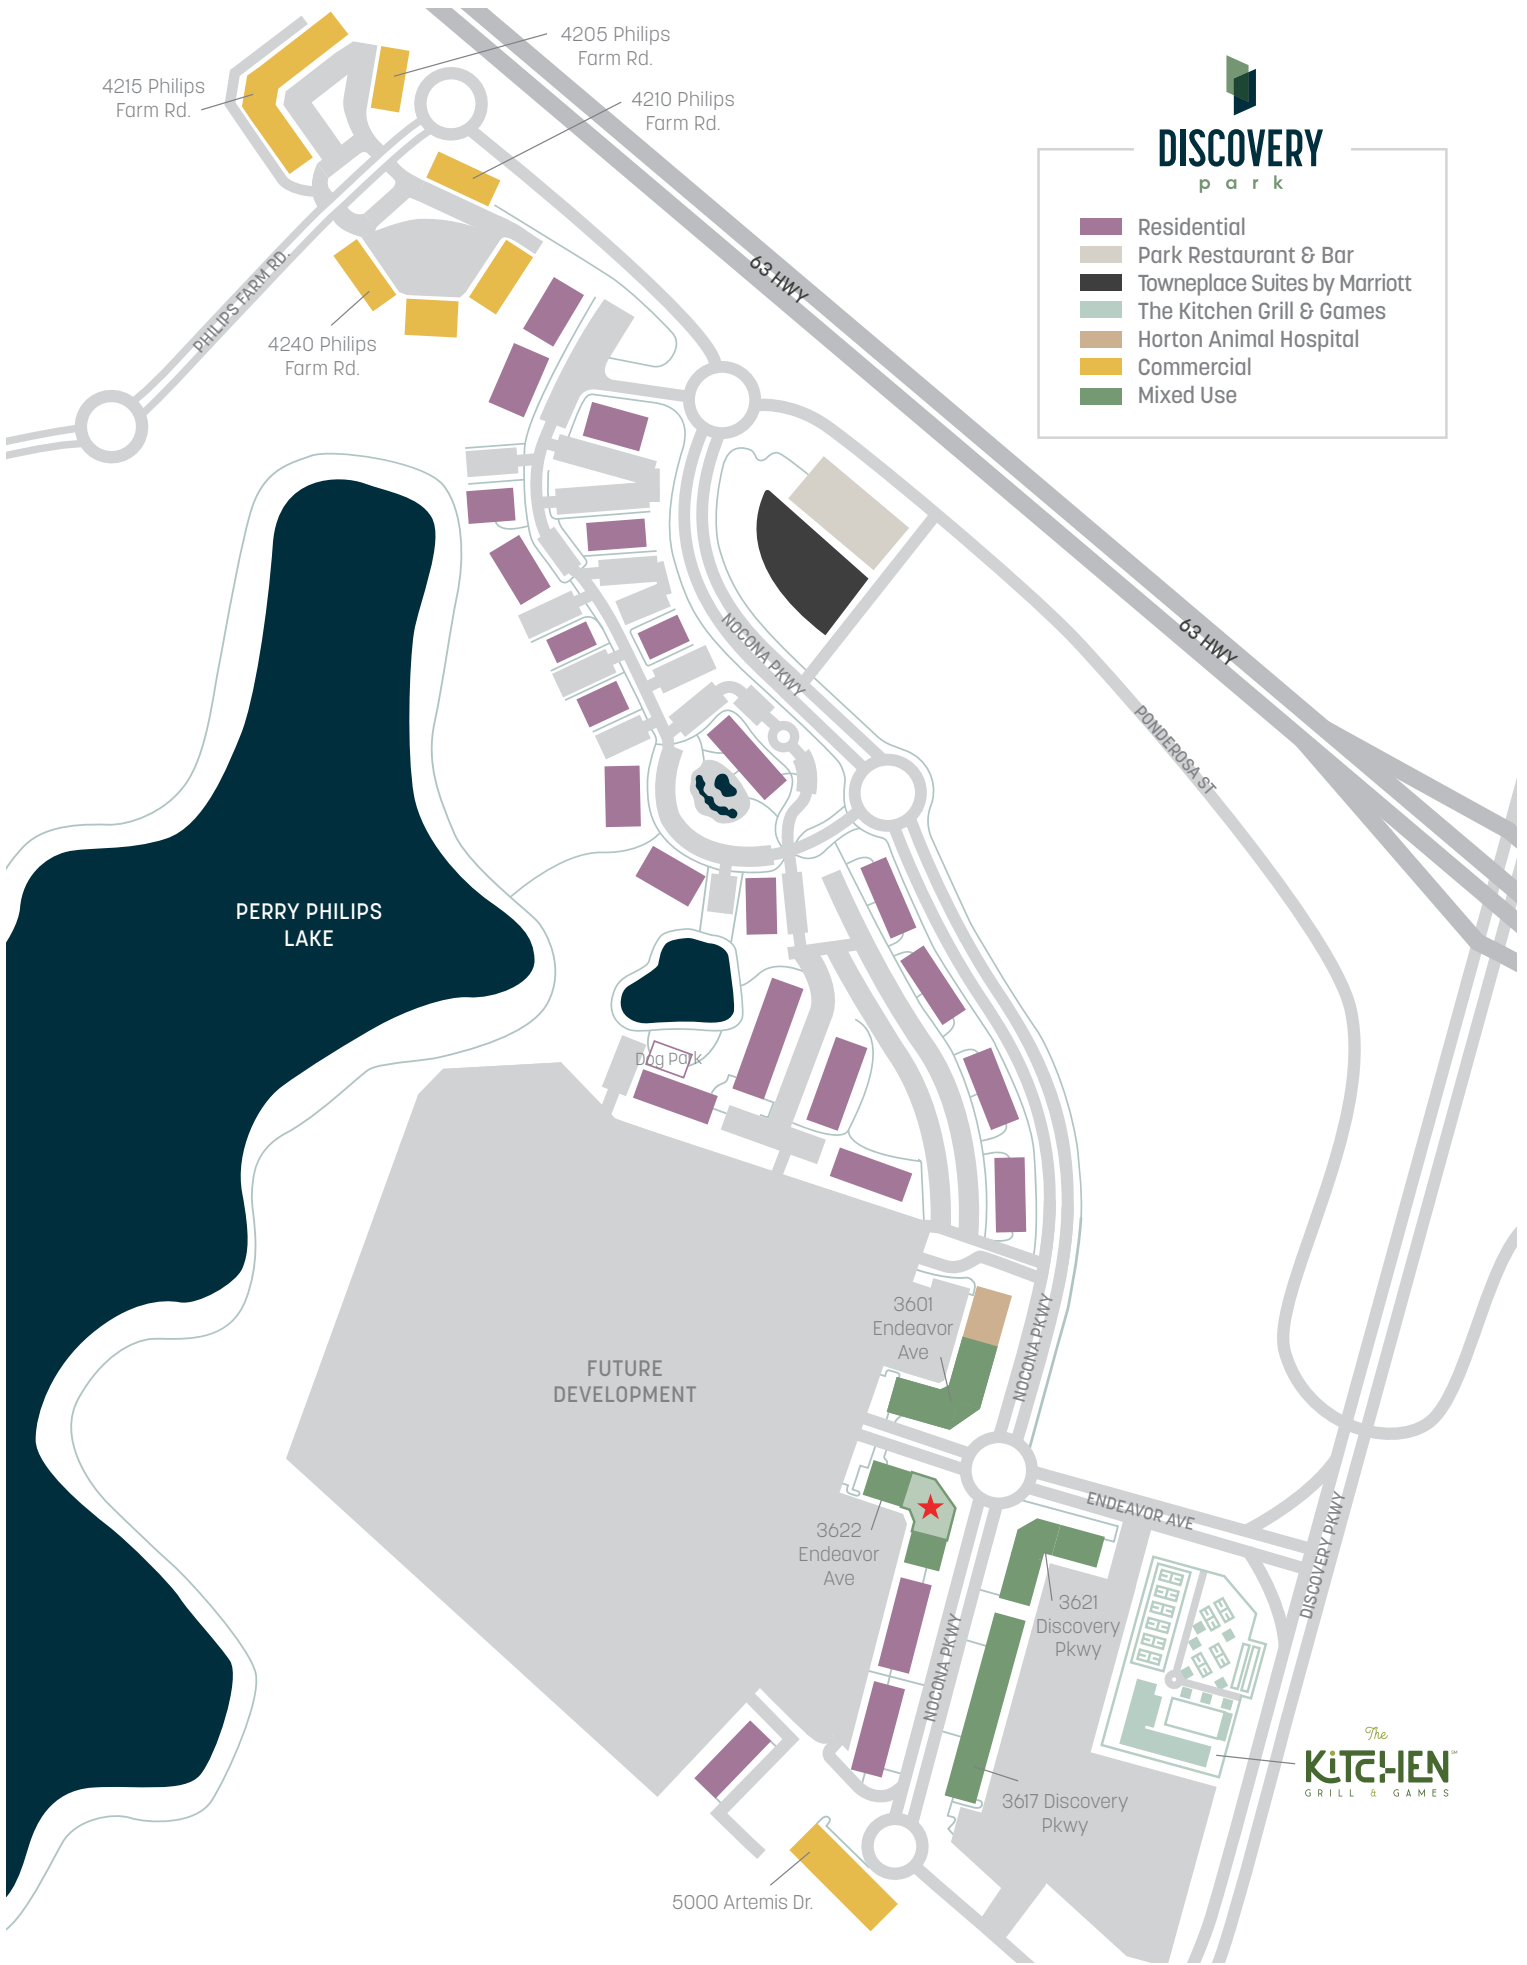 4205 Philips
Farm Rd.
4215 Philips
Farm Rd.
4210 Philips
Farm Rd.
DISCOVERY
park
Residential
Park Restaurant & Bar
Towneplace Suites by Marriott
The Kitchen Grill & Games
Horton Animal Hospital
Commercial
Mixed Use
63 HWY
PHILIPS FARM RD.
4240 Philips
Farm Rd.
NOCONA PKWY
63 HWY
PONDEROSA ST
PERRY PHILIPS
LAKE
Dog Park
3601
Endeavor
Ave
NOCONA PKWY
FUTURE
DEVELOPMENT
ENDEAVOR AVE
DISCOVERY PKWY
3622
Endeavor
Ave
3621
Discovery
Pkwy
NOCONA PKWY
The
KITCHEN
SM
GRILL & GAMES
3617 Discovery
Pkwy
5000 Artemis Dr.